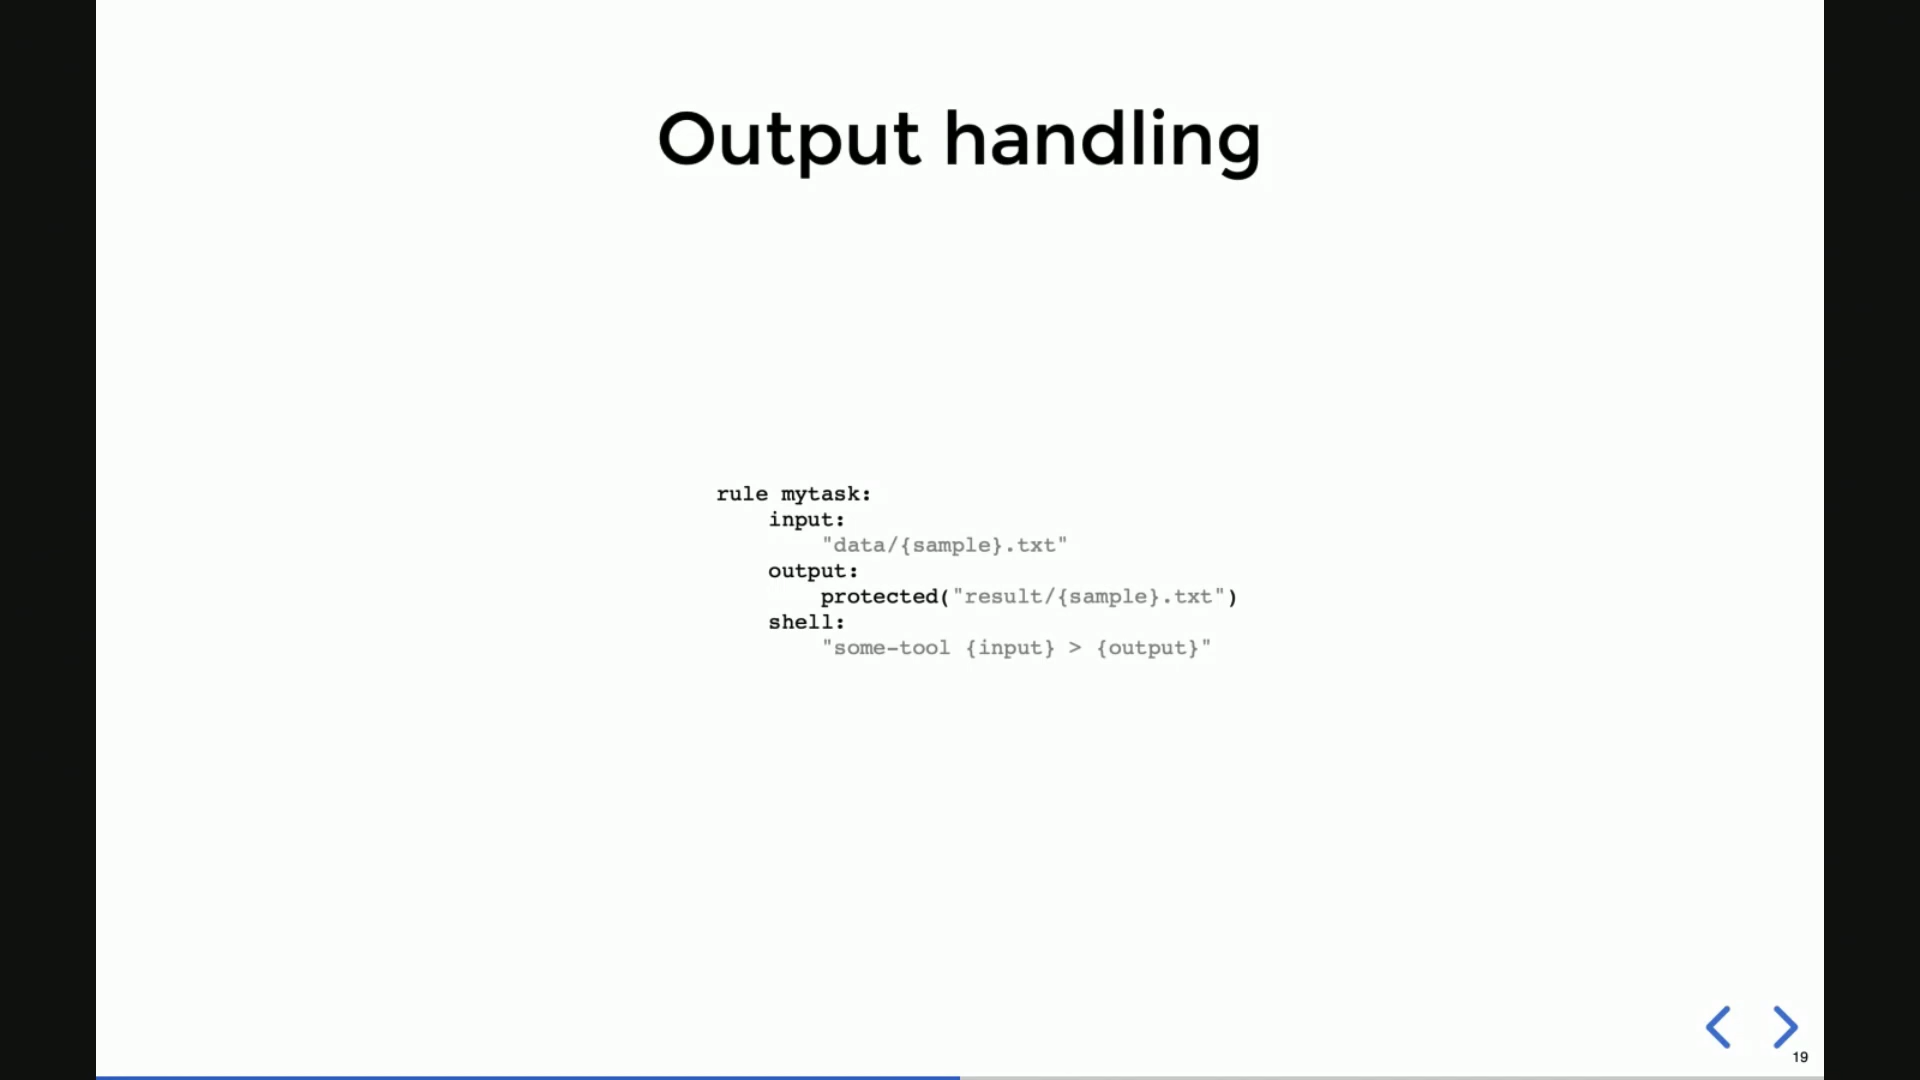 Output handling
rule mytask:
    input:
        "data/{sample}.txt"
    output:
        protected("result/{sample}.txt")
    shell:
        "some-tool {input} > {output}"
19